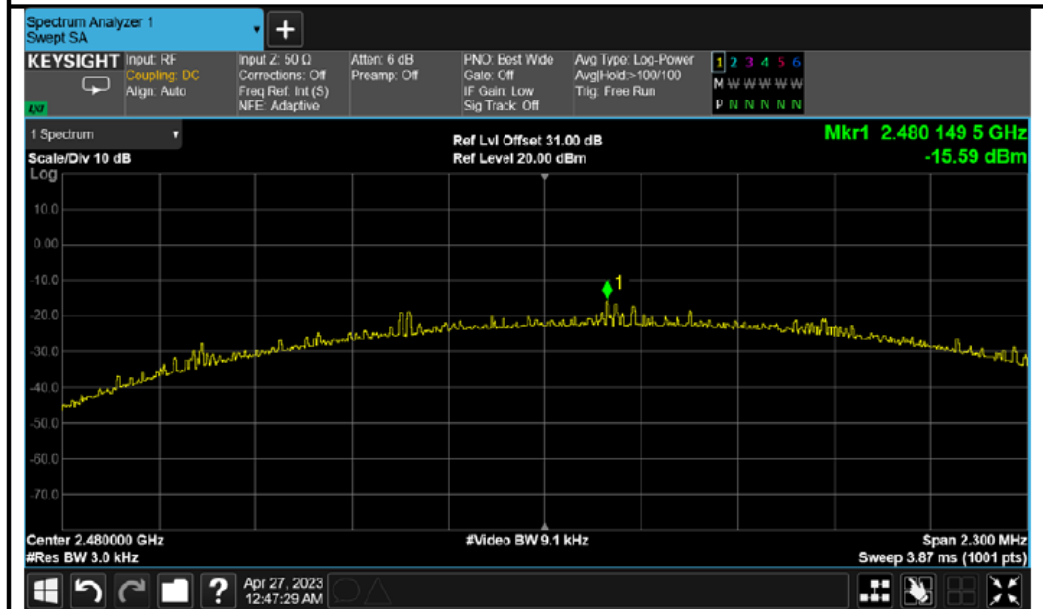 Spectrum Analyzer 1
Swept SA
+
KEYSIGHT
Input: RF
Coupling: DC
Align: Auto
Input Z: 50 Ω
Corrections: Off
Freq Ref: Int (S)
NFE: Adaptive
Atten: 6 dB
Preamp: Off
PNO: Best Wide
Gate: Off
IF Gain: Low
Sig Track: Off
Avg Type: Log-Power
Avg|Hold:>100/100
Trig: Free Run
1 2 3 4 5 6
M W W W W W
P N N N N N
1 Spectrum
Scale/Div 10 dB
Log
Ref Lvl Offset 31.00 dB
Ref Level 20.00 dBm
Mkr1 2.480 149 5 GHz
-15.59 dBm
10.0
0.00
-10.0
-20.0
-30.0
-40.0
-50.0
-60.0
-70.0
1
Center 2.480000 GHz
#Res BW 3.0 kHz
#Video BW 9.1 kHz
Span 2.300 MHz
Sweep 3.87 ms (1001 pts)
?
Apr 27, 2023
12:47:29 AM